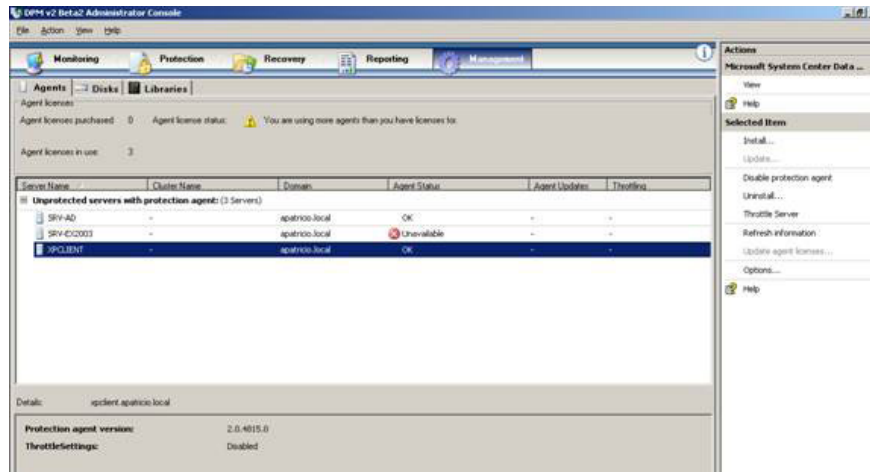 DPM v2 Beta2 Administrator Console
File Action View Help
Monitoring Protection Recovery Reporting Management
Agents Disks Libraries
Agent licenses
Agent licenses purchased: 0 Agent license status: You are using more agents than you have licenses for.
Agent licenses in use: 3
Server Name Cluster Name Domain Agent Status Agent Updates Throttling
Unprotected servers with protection agent: (3 Servers)
SRV-AD - apatricio.local OK - -
SRV-EX2003 - apatricio.local Unavailable - -
XPCLIENT - apatricio.local OK - -
Details: xpclient.apatricio.local
Protection agent version: 2.0.4815.0
ThrottleSettings: Disabled
Actions
Microsoft System Center Data ...
View
Help
Selected Item
Install...
Update...
Disable protection agent
Uninstall...
Throttle Server
Refresh information
Update agent licenses...
Options...
Help